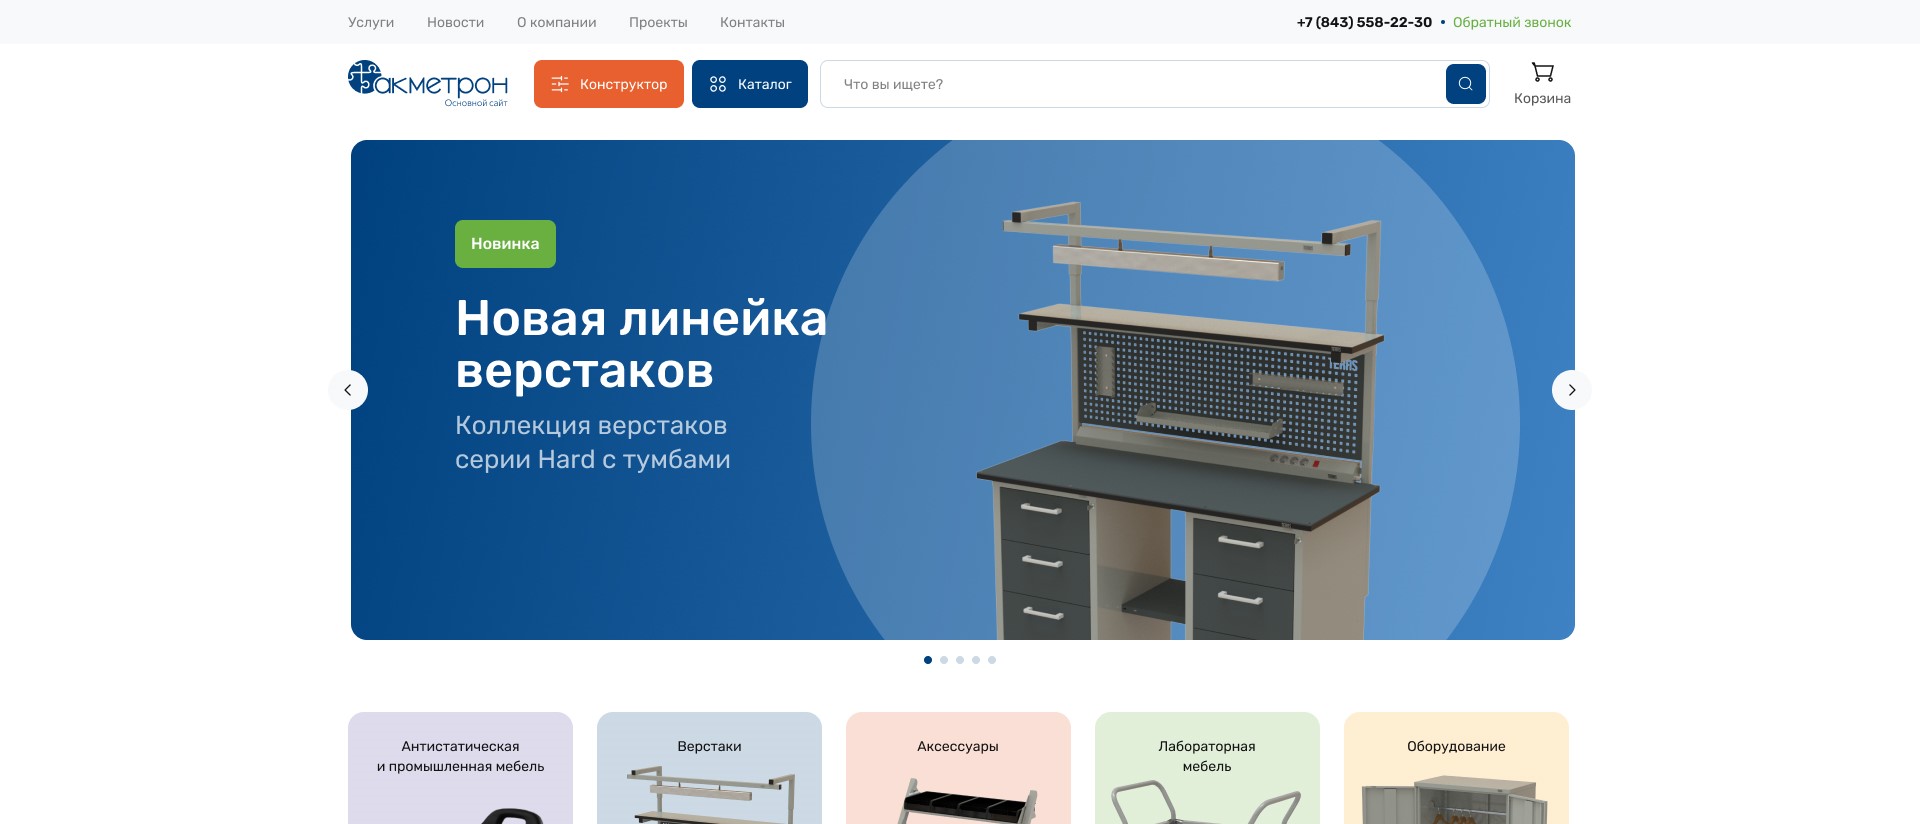 Услуги
Новости
О компании
Проекты
Контакты
+7 (843) 558-22-30 • Обратный звонок
акметрон
Основной сайт
Конструктор
Каталог
Что вы ищете?
Корзина
Новинка
Новая линейка
верстаков
Коллекция верстаков
серии Hard с тумбами
Антистатическая
и промышленная мебель
Верстаки
Аксессуары
Лабораторная
мебель
Оборудование